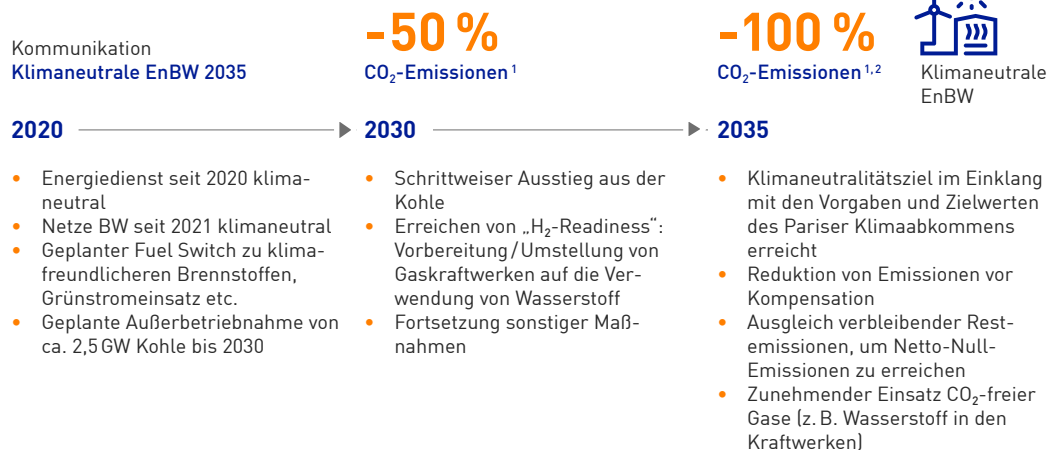 Kommunikation
Klimaneutrale EnBW 2035
2020
• Energiedienst seit 2020 klima-
neutral
• Netze BW seit 2021 klimaneutral
• Geplanter Fuel Switch zu klima-
freundlicheren Brennstoffen,
Grünstromeinsatz etc.
• Geplante Außerbetriebnahme von
ca. 2,5 GW Kohle bis 2030
-50 %
CO₂-Emissionen¹
2030
• Schrittweiser Ausstieg aus der
Kohle
• Erreichen von „H₂-Readiness“:
Vorbereitung/Umstellung von
Gaskraftwerken auf die Ver-
wendung von Wasserstoff
• Fortsetzung sonstiger Maß-
nahmen
-100 %
CO₂-Emissionen¹,²
Klimaneutrale
EnBW
2035
• Klimaneutralitätsziel im Einklang
mit den Vorgaben und Zielwerten
des Pariser Klimaabkommens
erreicht
• Reduktion von Emissionen vor
Kompensation
• Ausgleich verbleibender Rest-
emissionen, um Netto-Null-
Emissionen zu erreichen
• Zunehmender Einsatz CO₂-freier
Gase (z. B. Wasserstoff in den
Kraftwerken)